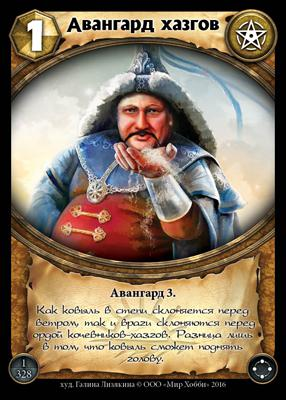 1
Авангард хазгов
Авангард 3.
Как ковыль в степи склоняется перед
ветром, так и враги склоняются перед
ордой кочевников-хазгов. Разница лишь
в том, что ковыль сможет поднять
голову.
1
328
худ. Галина Лизякина © ООО «Мир Хобби» 2016